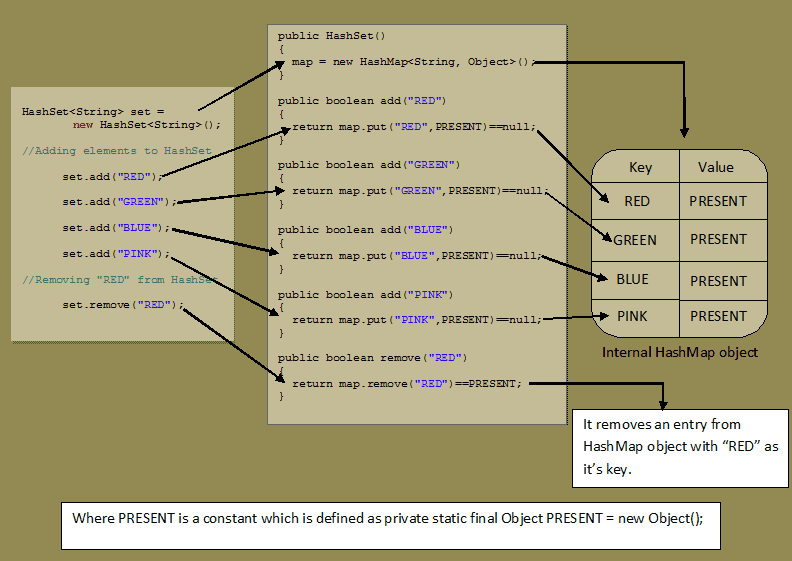 HashSet<String> set =
new HashSet<String>();
//Adding elements to HashSet
set.add("RED");
set.add("GREEN");
set.add("BLUE");
set.add("PINK");
//Removing "RED" from HashSet
set.remove("RED");
public HashSet()
{
map = new HashMap<String, Object>();
}
public boolean add("RED")
{
return map.put("RED",PRESENT)==null;
}
public boolean add("GREEN")
{
return map.put("GREEN",PRESENT)==null;
}
public boolean add("BLUE")
{
return map.put("BLUE",PRESENT)==null;
}
public boolean add("PINK")
{
return map.put("PINK",PRESENT)==null;
}
public boolean remove("RED")
{
return map.remove("RED")==PRESENT;
}
Key Value
RED PRESENT
GREEN PRESENT
BLUE PRESENT
PINK PRESENT
Internal HashMap object
It removes an entry from
HashMap object with “RED” as
it’s key.
Where PRESENT is a constant which is defined as private static final Object PRESENT = new Object();